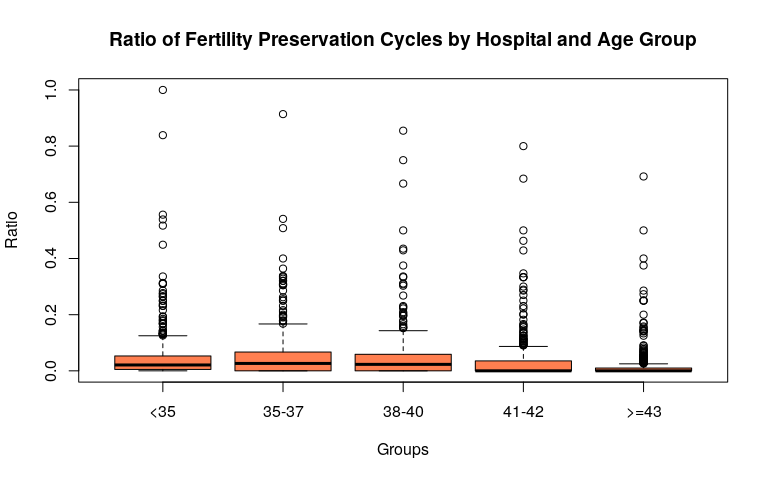 Ratio of Fertility Preservation Cycles by Hospital and Age Group
1.0
0.8
0.6
0.4
0.2
0.0
Ratio
<35 35-37 38-40 41-42 >=43
Groups